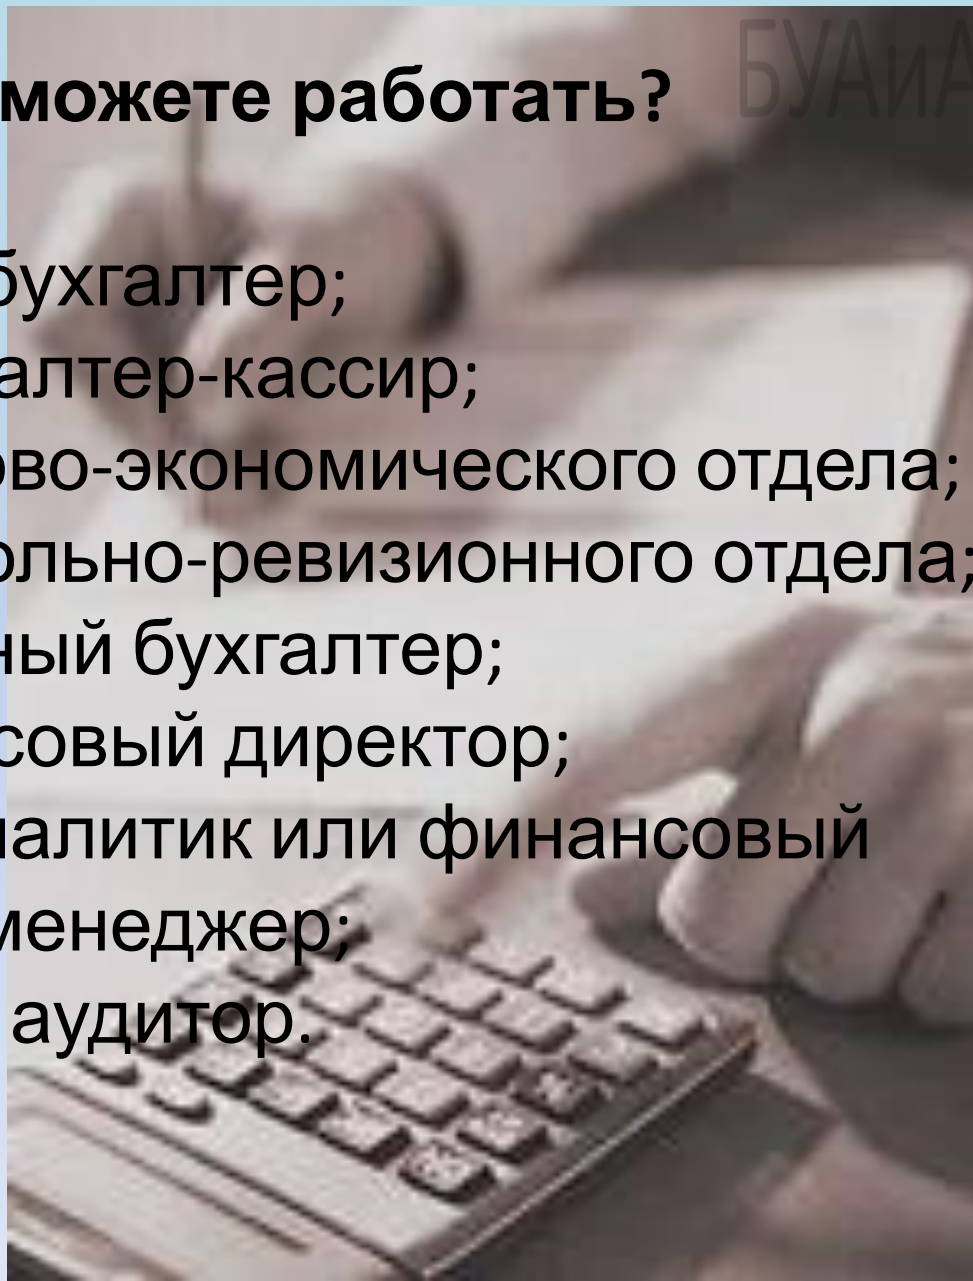 можете работать?
БУАиА
бухгалтер;
алтер-кассир;
ово-экономического отдела;
ольно-ревизионного отдела;
ный бухгалтер;
совый директор;
налитик или финансовый
менеджер;
аудитор.